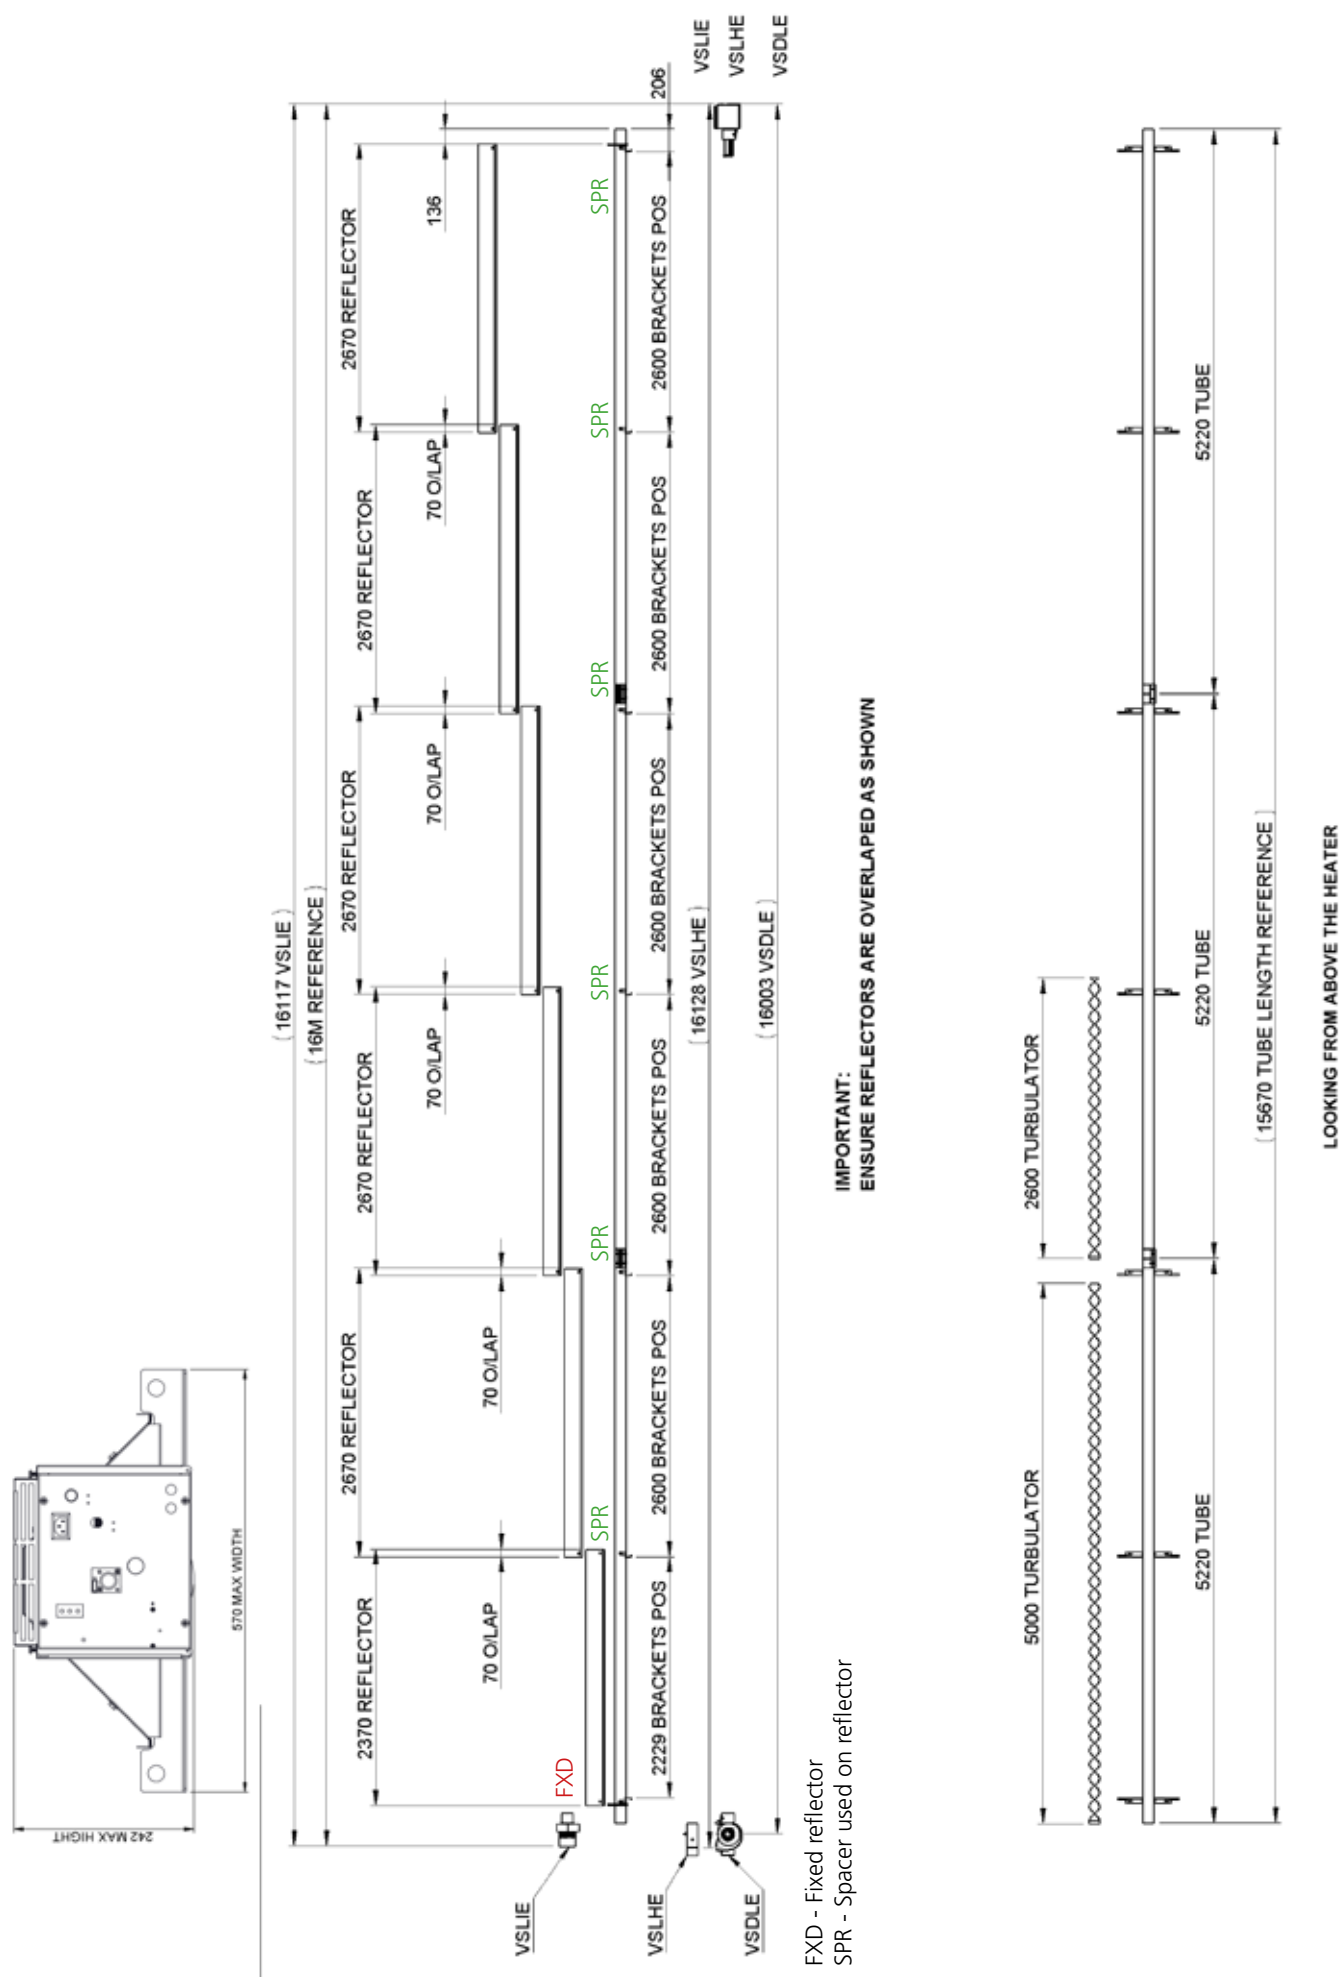 242 MAX HIGHT
570 MAX WIDTH
( 16117 VSLIE )
( 16M REFERENCE )
2370 REFLECTOR
2670 REFLECTOR
2670 REFLECTOR
2670 REFLECTOR
2670 REFLECTOR
2670 REFLECTOR
70 O/LAP
70 O/LAP
70 O/LAP
70 O/LAP
70 O/LAP
136
VSLIE
FXD
SPR
SPR
SPR
SPR
SPR
SPR
2229 BRACKETS POS
2600 BRACKETS POS
2600 BRACKETS POS
2600 BRACKETS POS
2600 BRACKETS POS
2600 BRACKETS POS
206
VSLHE
( 16128 VSLHE )
VSDLE
( 16003 VSDLE )
VSLIE
VSLHE
VSDLE
FXD - Fixed reflector
SPR - Spacer used on reflector
IMPORTANT:
ENSURE REFLECTORS ARE OVERLAPED AS SHOWN
5000 TURBULATOR
2600 TURBULATOR
5220 TUBE
5220 TUBE
5220 TUBE
( 15670 TUBE LENGTH REFERENCE )
LOOKING FROM ABOVE THE HEATER